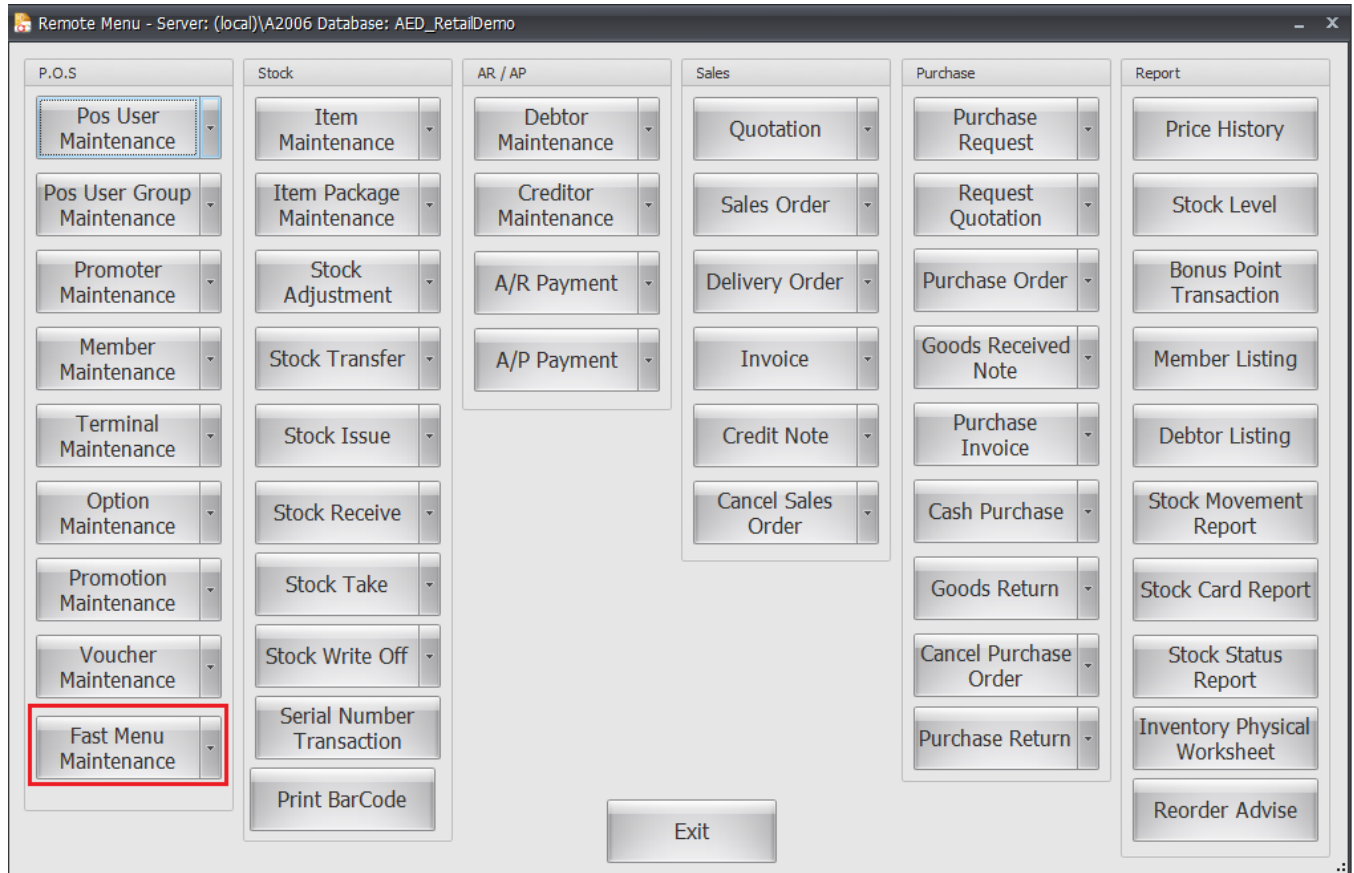 Remote Menu - Server: (local)\A2006 Database: AED_RetailDemo
P.O.S
Pos User
Maintenance
Pos User Group
Maintenance
Promoter
Maintenance
Member
Maintenance
Terminal
Maintenance
Option
Maintenance
Promotion
Maintenance
Voucher
Maintenance
Fast Menu
Maintenance
Stock
Item
Maintenance
Item Package
Maintenance
Stock
Adjustment
Stock Transfer
Stock Issue
Stock Receive
Stock Take
Stock Write Off
Serial Number
Transaction
Print BarCode
AR / AP
Debtor
Maintenance
Creditor
Maintenance
A/R Payment
A/P Payment
Sales
Quotation
Sales Order
Delivery Order
Invoice
Credit Note
Cancel Sales
Order
Purchase
Purchase
Request
Request
Quotation
Purchase Order
Goods Received
Note
Purchase
Invoice
Cash Purchase
Goods Return
Cancel Purchase
Order
Purchase Return
Report
Price History
Stock Level
Bonus Point
Transaction
Member Listing
Debtor Listing
Stock Movement
Report
Stock Card Report
Stock Status
Report
Inventory Physical
Worksheet
Reorder Advise
Exit